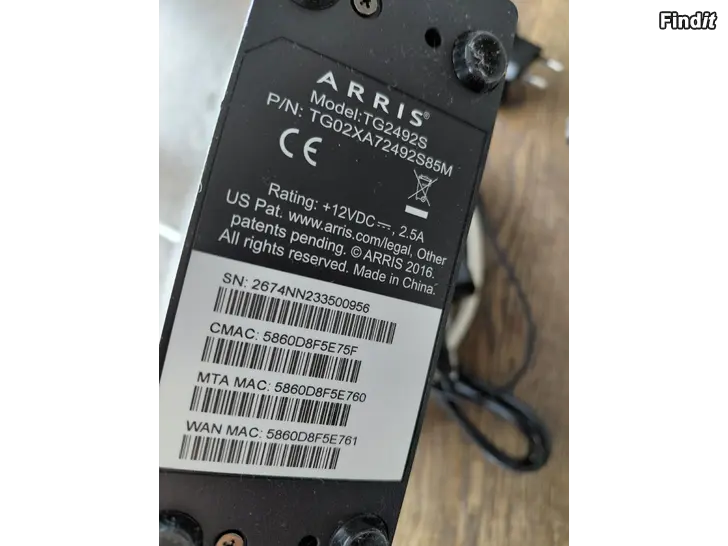 Findit
ARRIS®
Model:TG2492S
P/N: TG02XA72492S85M
CE
Rating: +12VDC⎓, 2.5A
US Pat. www.arris.com/legal, Other
patents pending. © ARRIS 2016.
All rights reserved. Made in China.
SN: 2674NN233500956
CMAC: 5860D8F5E75F
MTA MAC: 5860D8F5E760
WAN MAC: 5860D8F5E761